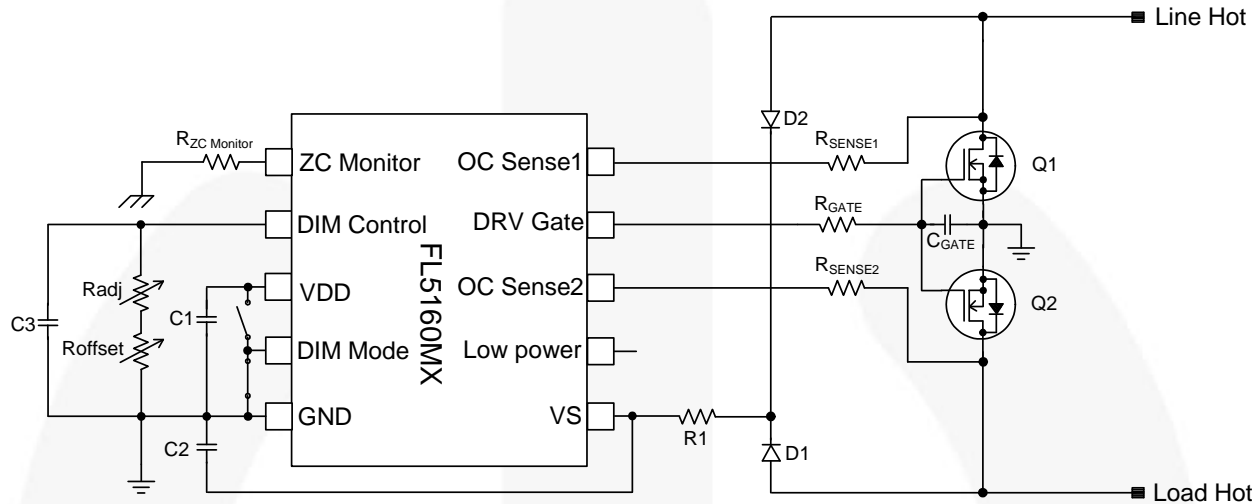 Line Hot
D2
R_SENSE1
R_ZC Monitor
ZC Monitor
OC Sense1
Q1
DIM Control
DRV Gate
R_GATE
C_GATE
FL5160MX
Radj
VDD
OC Sense2
R_SENSE2
Q2
C3
C1
Roffset
DIM Mode
Low power
GND
VS
R1
C2
D1
Load Hot